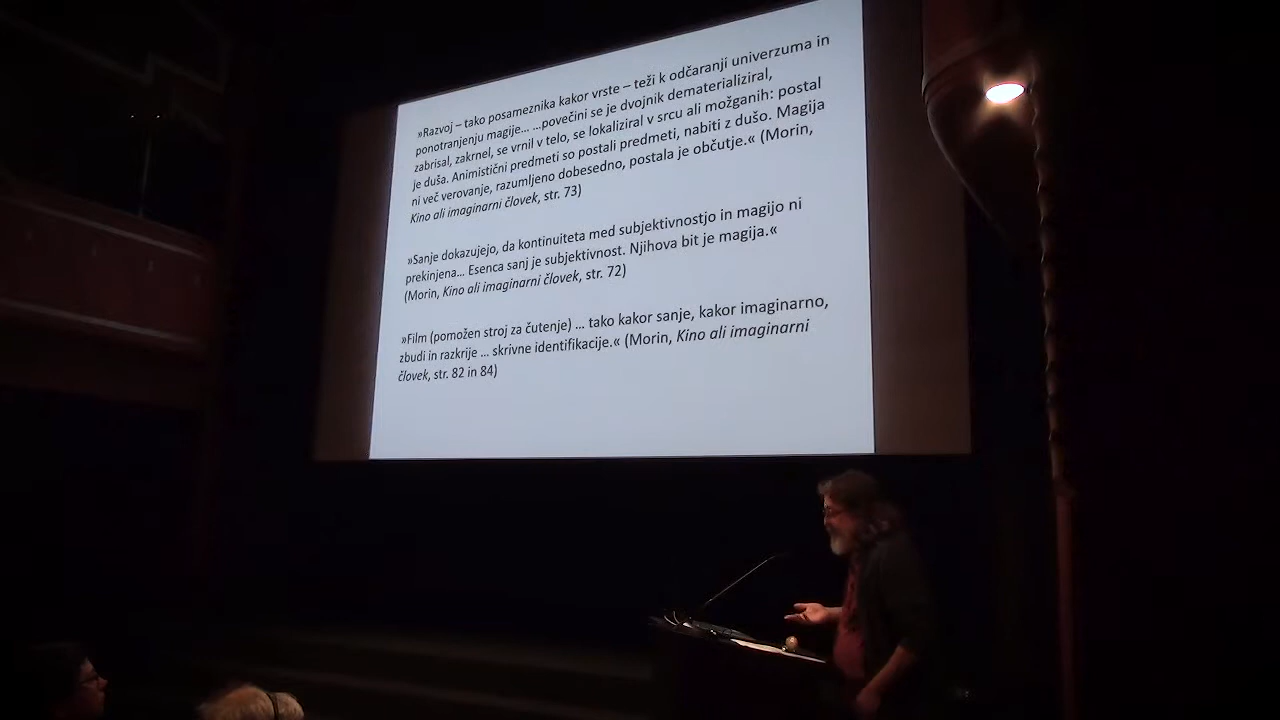 »Razvoj – tako posameznika kakor vrste – teži k odčaranji univerzuma in
ponotranjenju magije... ...povečini se je dvojnik dematerializiral,
zabrisal, zakrnel, se vrnil v telo, se lokaliziral v srcu ali možganih: postal
je duša. Animistični predmeti so postali predmeti, nabiti z dušo. Magija
ni več verovanje, razumljeno dobesedno, postala je občutje.« (Morin,
Kino ali imaginarni človek, str. 73)
»Sanje dokazujejo, da kontinuiteta med subjektivnostjo in magijo ni
prekinjena... Esenca sanj je subjektivnost. Njihova bit je magija.«
(Morin, Kino ali imaginarni človek, str. 72)
»Film (pomožen stroj za čutenje) ... tako kakor sanje, kakor imaginarno,
zbudi in razkrije ... skrivne identifikacije.« (Morin, Kino ali imaginarni
človek, str. 82 in 84)